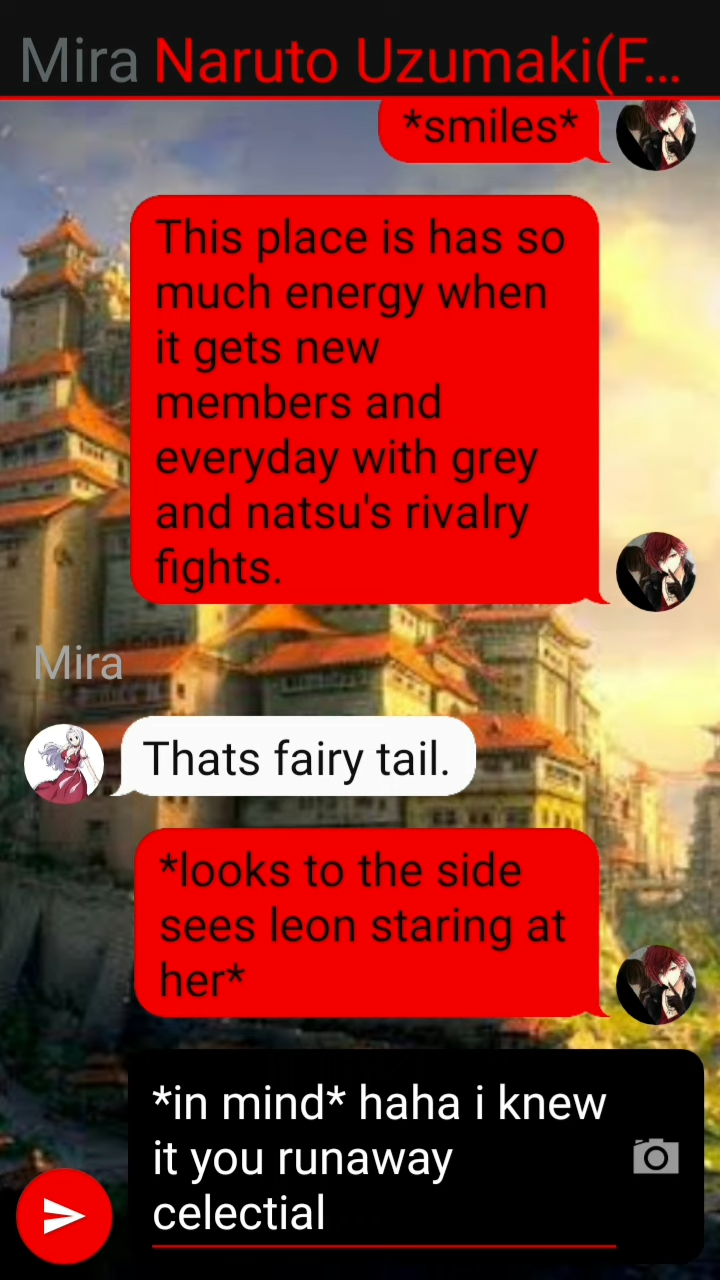 Mira Naruto Uzumaki(F...
*smiles*
This place is has so
much energy when
it gets new
members and
everyday with grey
and natsu's rivalry
fights.
Mira
Thats fairy tail.
*looks to the side
sees leon staring at
her*
*in mind* haha i knew
it you runaway
celectial